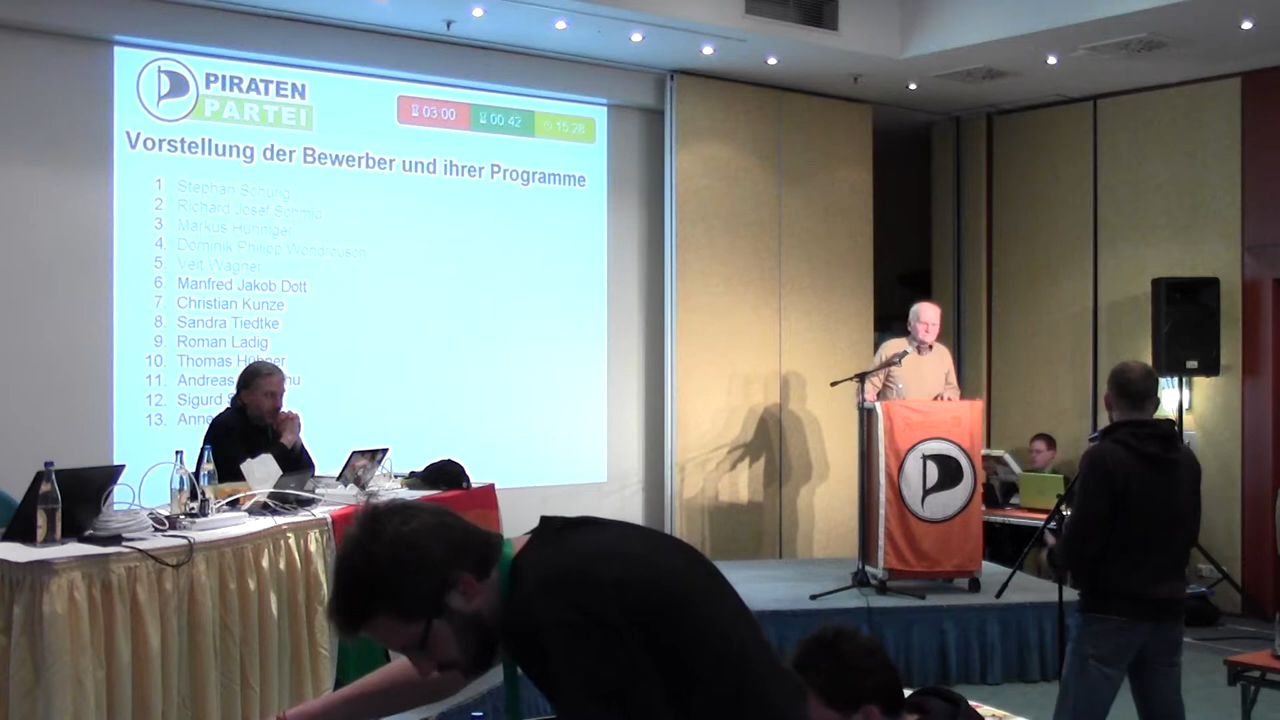 PIRATEN
PARTEI
03:00 00:42 15:28
Vorstellung der Bewerber und ihrer Programme
1. Stephan Schurig
2. Richard Josef Schmid
3. Markus Hünniger
4. Dominik Philipp Wondrousch
5. Veit Wagner
6. Manfred Jakob Dott
7. Christian Kunze
8. Sandra Tiedtke
9. Roman Ladig
10. Thomas Hübner
11. Andreas
12. Sigurd
13. Anne